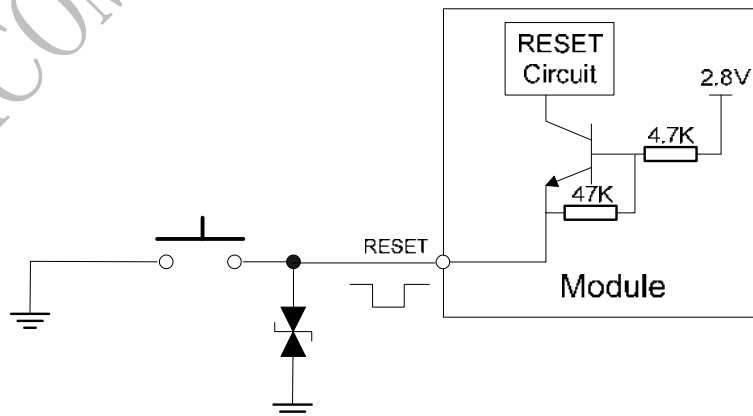 RESET
Circuit
2.8V
4.7K
47K
RESET
Module